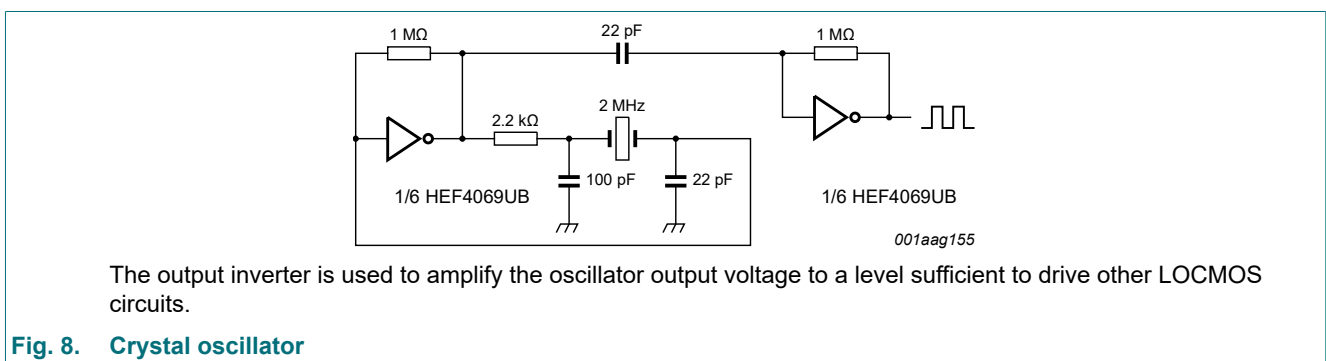 1 MΩ
22 pF
1 MΩ
2.2 kΩ
2 MHz
100 pF
22 pF
1/6 HEF4069UB
1/6 HEF4069UB
001aag155
The output inverter is used to amplify the oscillator output voltage to a level sufficient to drive other LOCMOS
circuits.
Fig. 8. Crystal oscillator